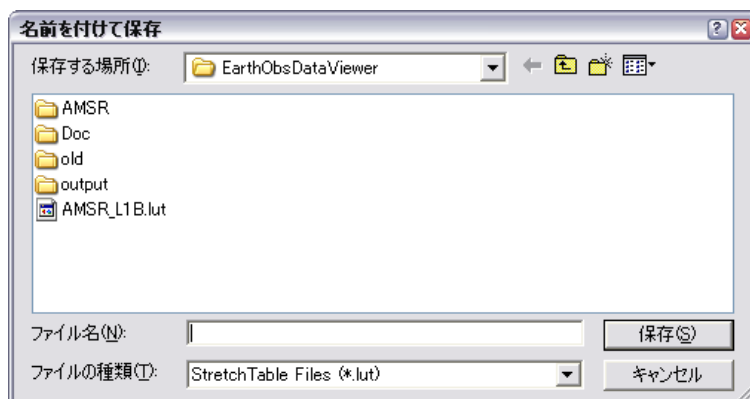 名前を付けて保存
保存する場所(I): EarthObsDataViewer
AMSR
Doc
old
output
AMSR_L1B.lut
ファイル名(N): 保存(S)
ファイルの種類(T): StretchTable Files (*.lut) キャンセル